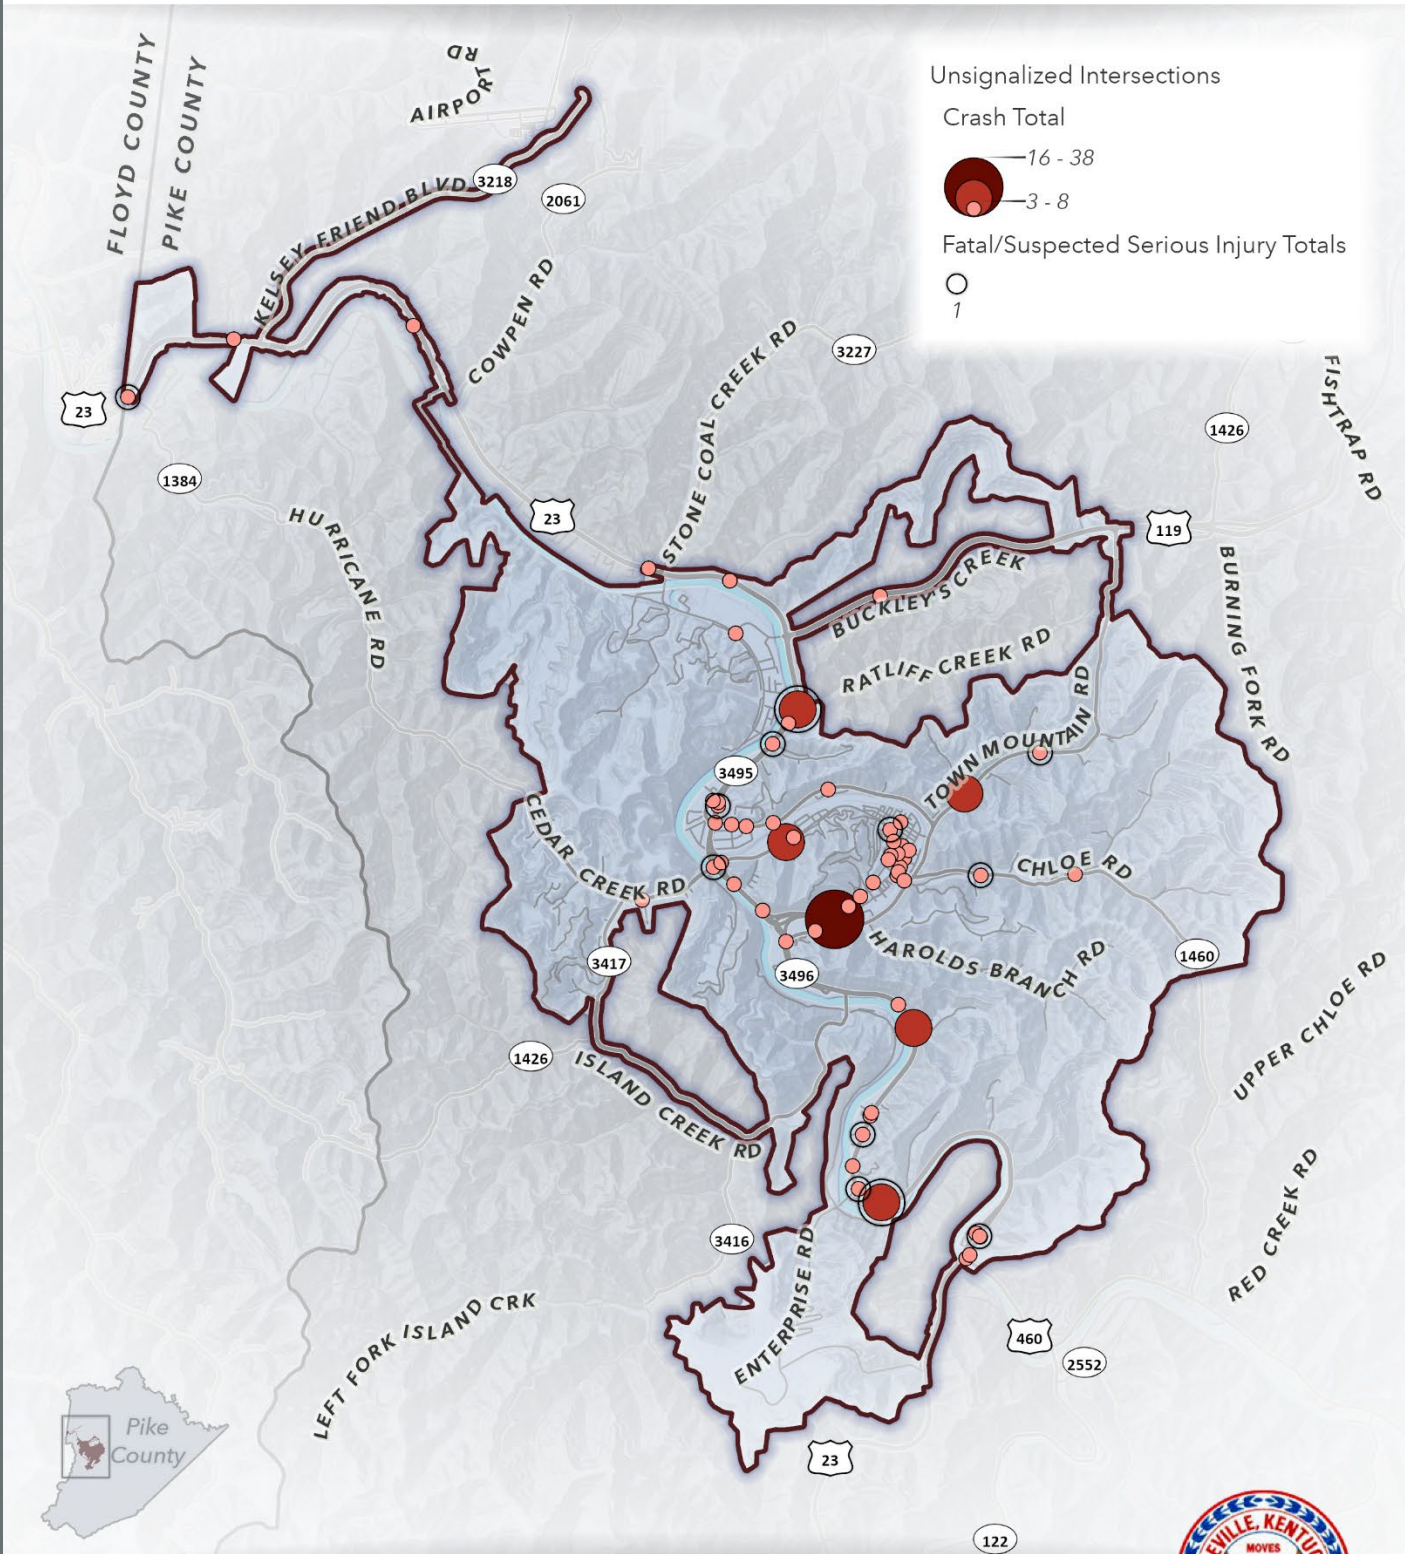 FLOYD COUNTY
PIKE COUNTY
AIRPORT
RD
Unsignalized Intersections
Crash Total
16 - 38
3 - 8
Fatal/Suspected Serious Injury Totals
1
KELSEY FRIEND BLVD
3218
2061
COWPEN RD
STONE COAL CREEK RD
3227
FISHTRAP RD
23
1426
1384
HURRICANE RD
23
119
BUCKLEY'S CREEK
BURNING FORK RD
RATLIFF CREEK RD
TOWN MOUNTAIN RD
3495
CEDAR CREEK RD
CHLOE RD
HAROLDS BRANCH RD
3417
3496
1460
UPPER CHLOE RD
1426
ISLAND CREEK RD
3416
RED CREEK RD
ENTERPRISE RD
LEFT FORK ISLAND CRK
460
2552
Pike
County
23
122
EVILLE, KENTUC
MOVES